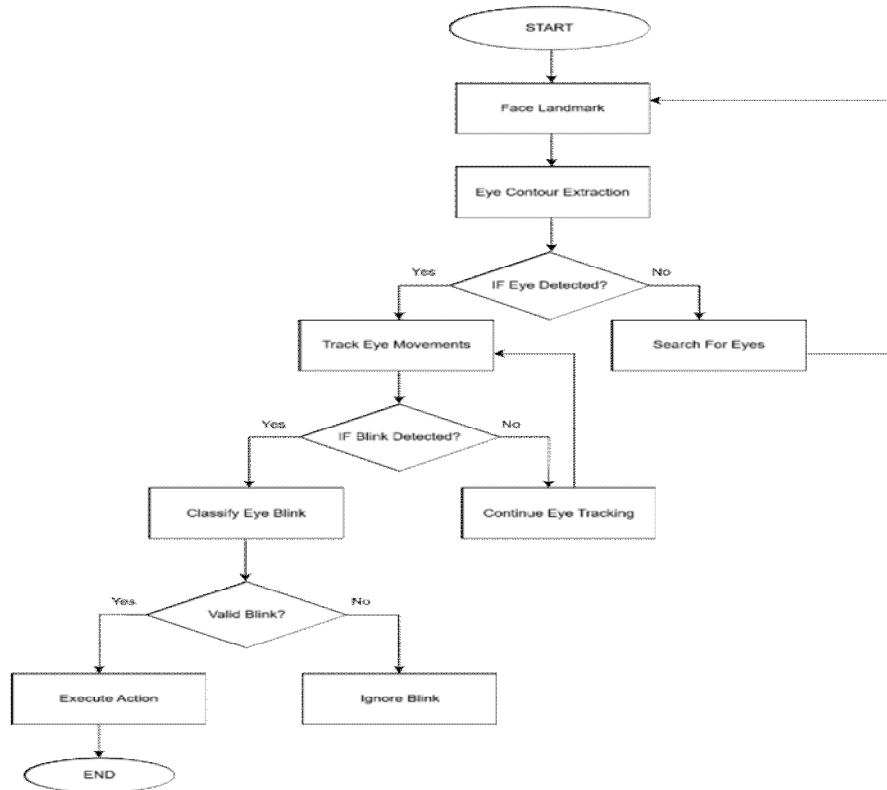 START
Face Landmark
Eye Contour Extraction
Yes
IF Eye Detected?
No
Track Eye Movements
Search For Eyes
Yes
IF Blink Detected?
No
Classify Eye Blink
Continue Eye Tracking
Yes
Valid Blink?
No
Execute Action
Ignore Blink
END